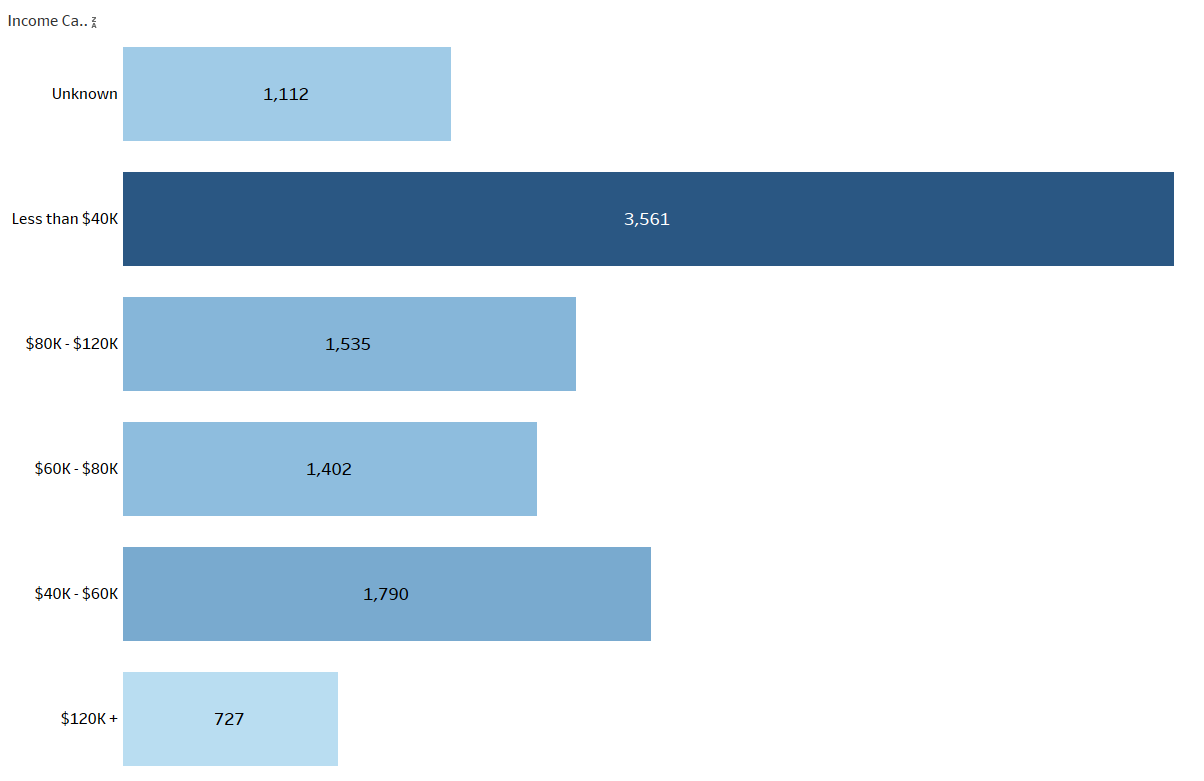 Income Ca..
Unknown 1,112
Less than $40K 3,561
$80K - $120K 1,535
$60K - $80K 1,402
$40K - $60K 1,790
$120K + 727